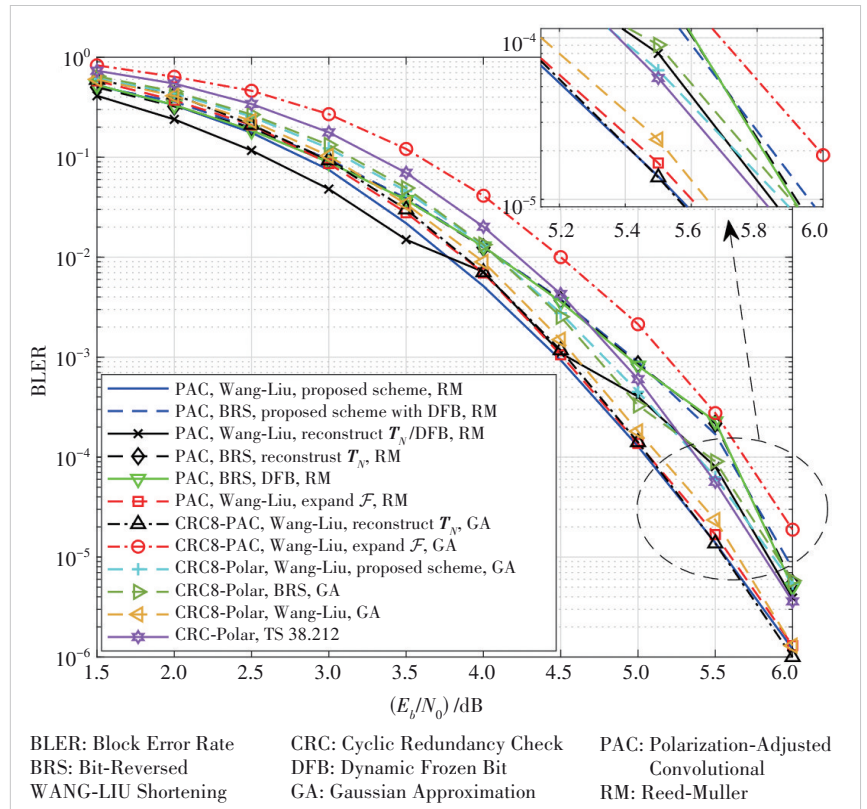 10⁰
10⁻¹
10⁻²
10⁻³
10⁻⁴
10⁻⁵
10⁻⁶
BLER
10⁻⁴
10⁻⁵
5.2 5.4 5.6 5.8 6.0
PAC, Wang-Liu, proposed scheme, RM
PAC, BRS, proposed scheme with DFB, RM
PAC, Wang-Liu, reconstruct T_N/DFB, RM
PAC, BRS, reconstrust T_N, RM
PAC, BRS, DFB, RM
PAC, Wang-Liu, expand ℱ, RM
CRC8-PAC, Wang-Liu, reconstruct T_N, GA
CRC8-PAC, Wang-Liu, expand ℱ, GA
CRC8-Polar, Wang-Liu, proposed scheme, GA
CRC8-Polar, BRS, GA
CRC8-Polar, Wang-Liu, GA
CRC-Polar, TS 38.212
1.5 2.0 2.5 3.0 3.5 4.0 4.5 5.0 5.5 6.0
(E_b/N_0) /dB
BLER: Block Error Rate
BRS: Bit-Reversed
WANG-LIU Shortening
CRC: Cyclic Redundancy Check
DFB: Dynamic Frozen Bit
GA: Gaussian Approximation
PAC: Polarization-Adjusted
Convolutional
RM: Reed-Muller